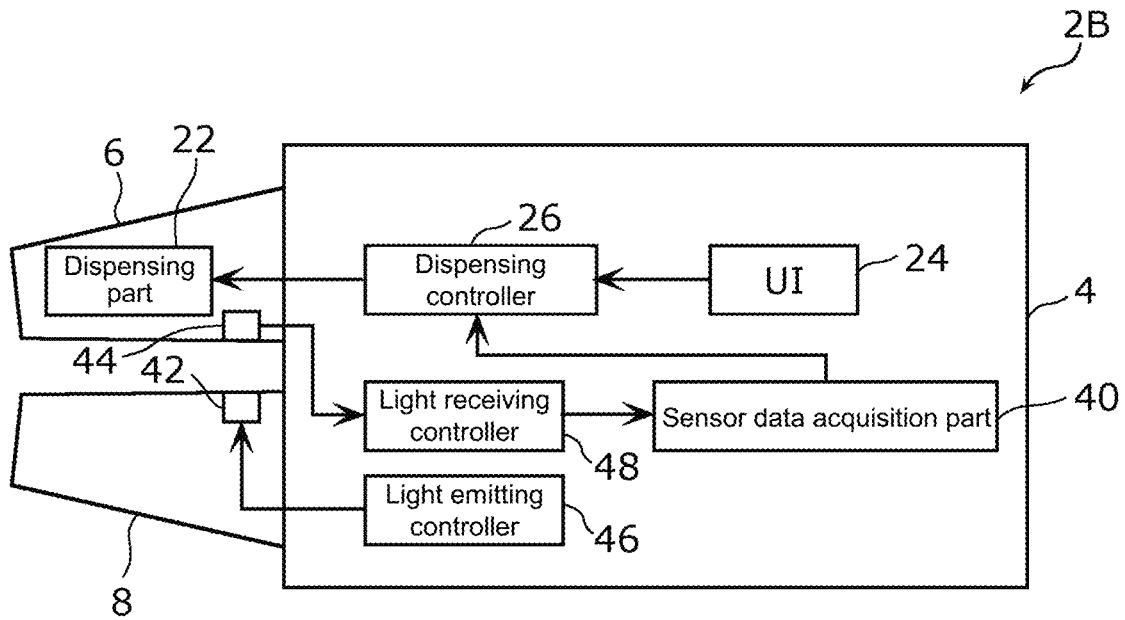 2B
6
22
26
Dispensing
part
Dispensing
controller
UI
24
4
44
42
Light receiving
controller
Sensor data acquisition part
40
48
Light emitting
controller
46
8